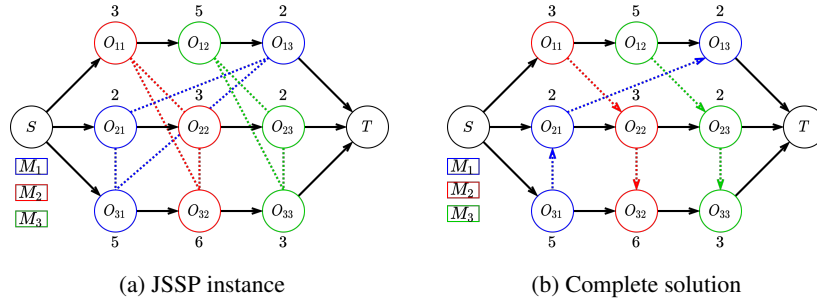 3 5 2 3 5 2
O11 O12 O13 O11 O12 O13
2 3 2 2 3 2
S O21 O22 O23 T S O21 O22 O23 T
M1 M1
M2 M2
M3 O31 O32 O33 M3 O31 O32 O33
5 6 3 5 6 3
(a) JSSP instance (b) Complete solution